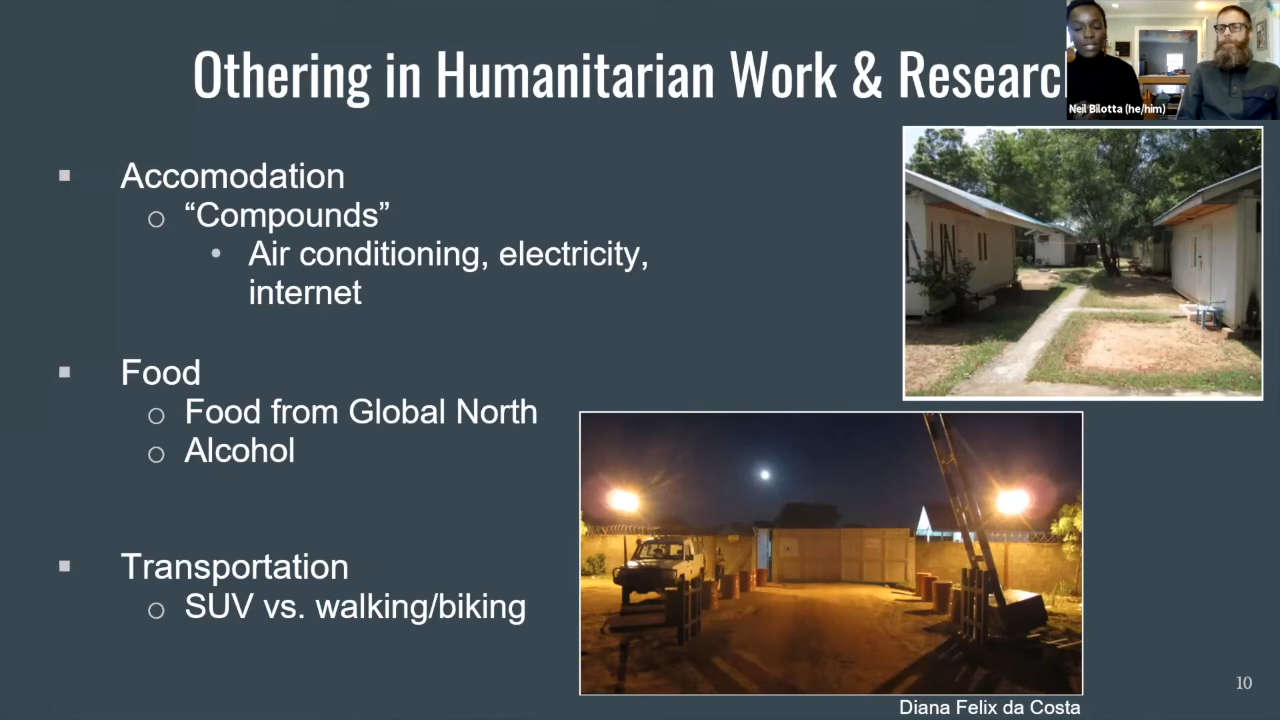 Othering in Humanitarian Work & Researc
Neil Bilotta (he/him)
▪ Accomodation
o “Compounds”
• Air conditioning, electricity,
internet
▪ Food
o Food from Global North
o Alcohol
▪ Transportation
o SUV vs. walking/biking
Diana Felix da Costa
10